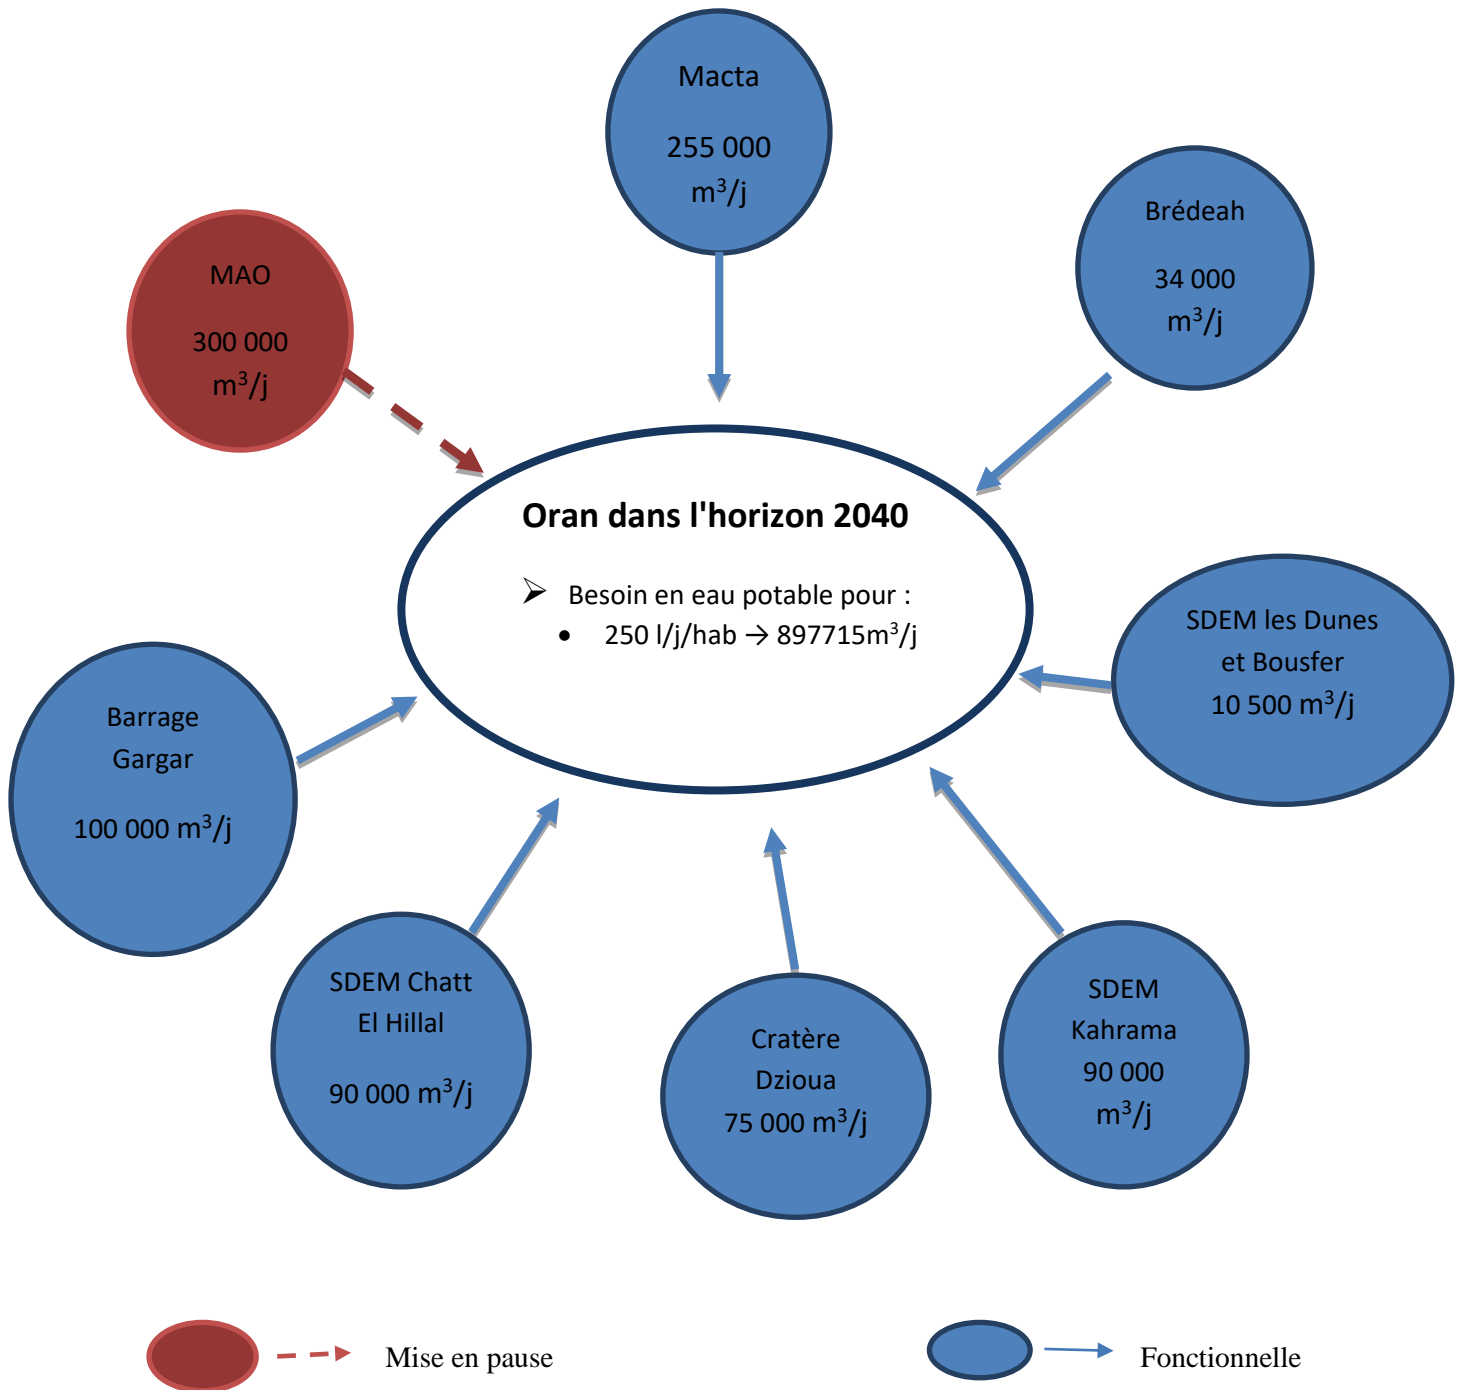 Macta
255 000
m³/j
Brédeah
34 000
m³/j
MAO
300 000
m³/j
Oran dans l'horizon 2040
➢ Besoin en eau potable pour :
• 250 l/j/hab → 897715m³/j
SDEM les Dunes
et Bousfer
10 500 m³/j
Barrage
Gargar
100 000 m³/j
SDEM Chatt
El Hillal
90 000 m³/j
Cratère
Dzioua
75 000 m³/j
SDEM
Kahrama
90 000
m³/j
Mise en pause
Fonctionnelle